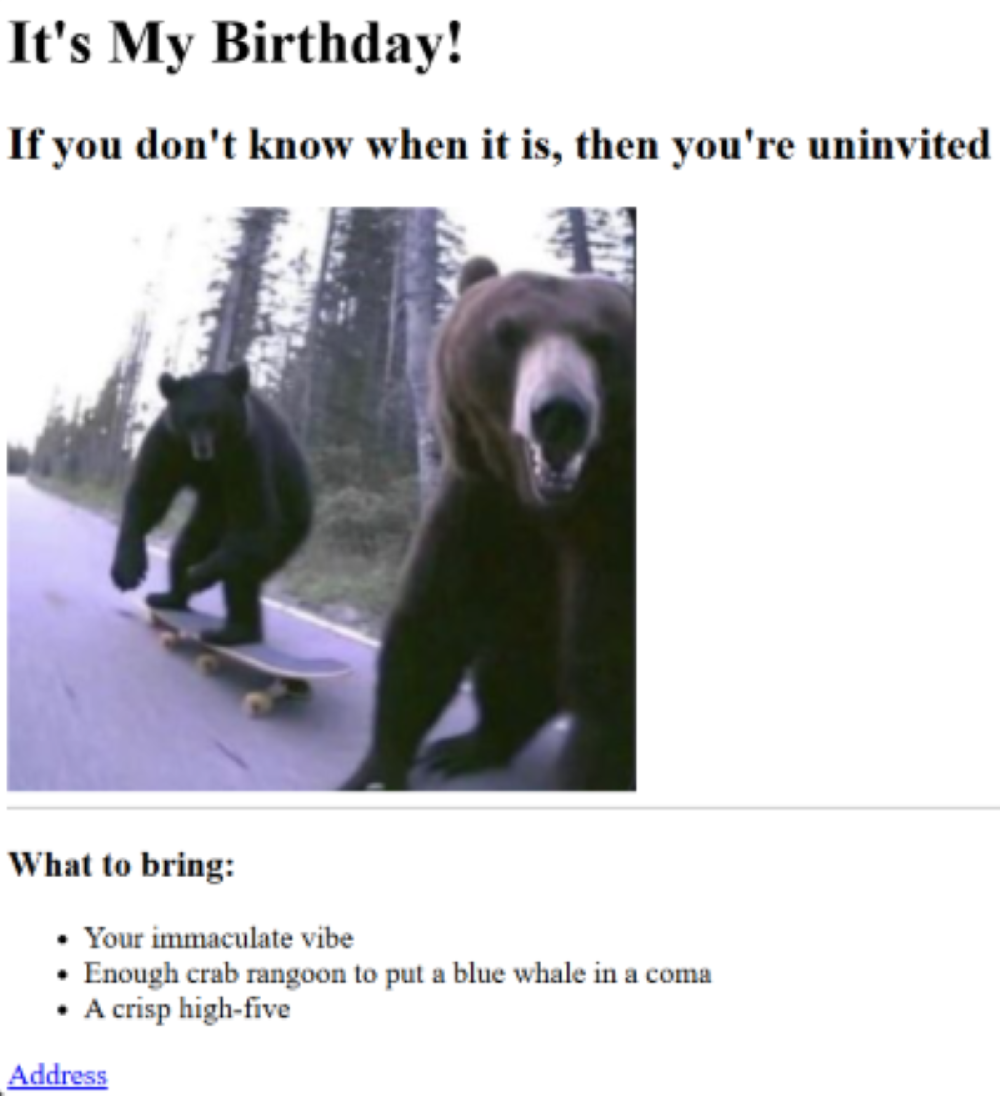 It's My Birthday!
If you don't know when it is, then you're uninvited
What to bring:
Your immaculate vibe
Enough crab rangoon to put a blue whale in a coma
A crisp high-five
Address